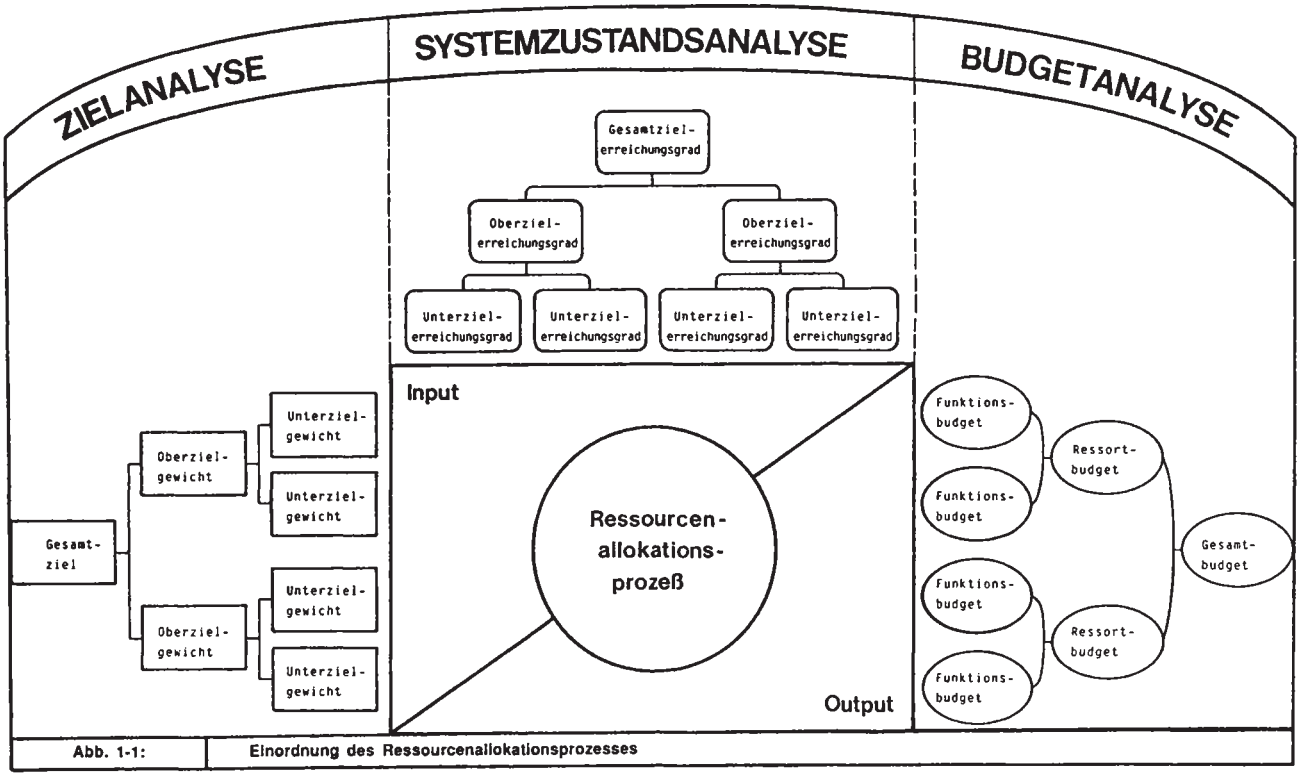 ZIELANALYSE
SYSTEMZUSTANDSANALYSE
BUDGETANALYSE
Gesamtziel-
erreichungsgrad
Oberziel-
erreichungsgrad
Oberziel-
erreichungsgrad
Unterziel-
erreichungsgrad
Unterziel-
erreichungsgrad
Unterziel-
erreichungsgrad
Unterziel-
erreichungsgrad
Gesamt-
ziel
Oberziel-
gewicht
Oberziel-
gewicht
Unterziel-
gewicht
Unterziel-
gewicht
Unterziel-
gewicht
Unterziel-
gewicht
Input
Ressourcen-
allokations-
prozeß
Output
Funktions-
budget
Funktions-
budget
Funktions-
budget
Funktions-
budget
Ressort-
budget
Ressort-
budget
Gesamt-
budget
Abb. 1-1:
Einordnung des Ressourcenallokationsprozesses